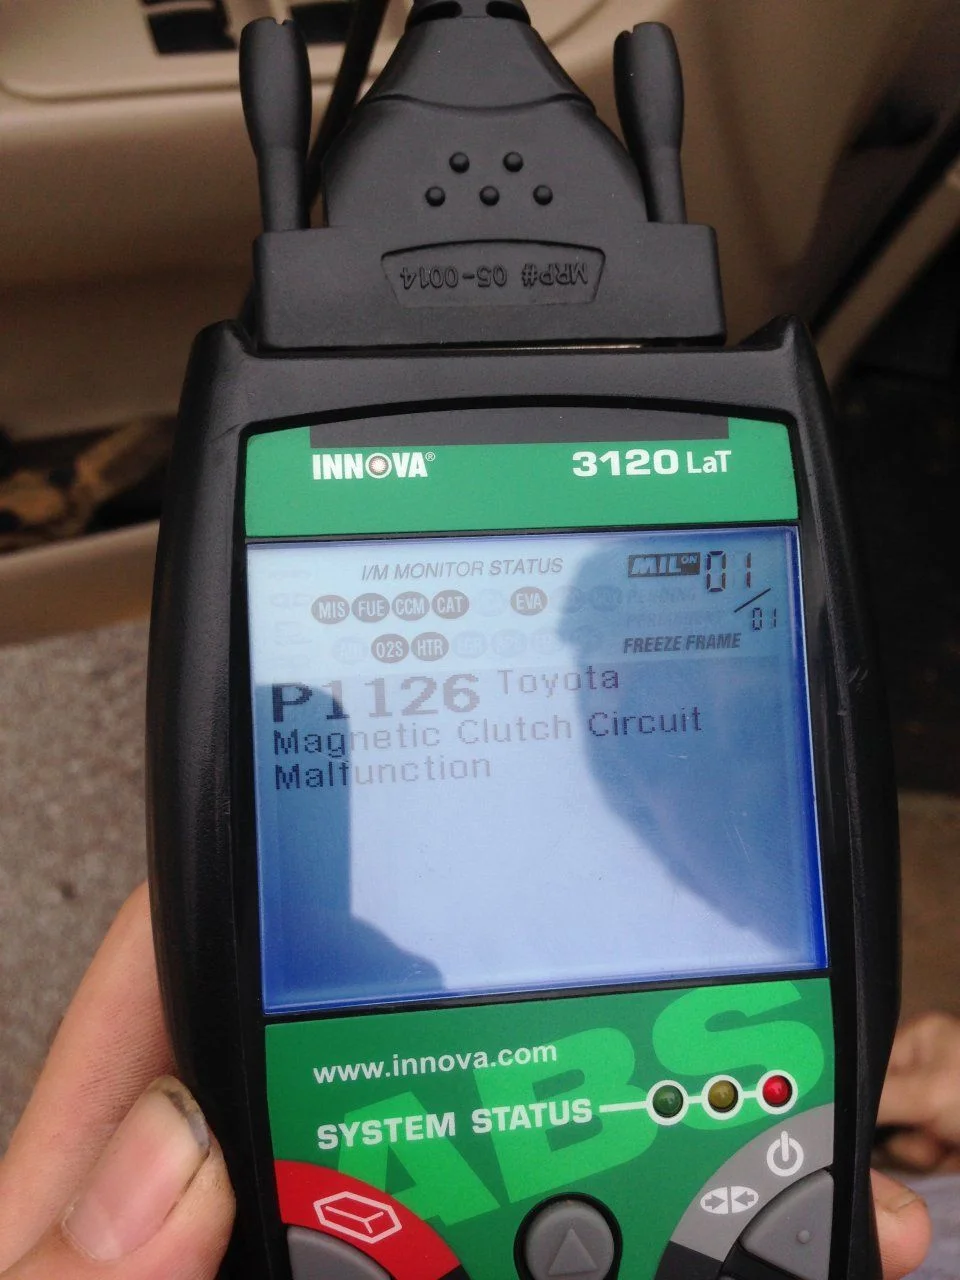 MRP# 05-0014
INNOVA® 3120 LaT
I/M MONITOR STATUS
MIL ON 01
MIS FUE CCM CAT EVA
/01
O2S HTR
FREEZE FRAME
P1126 Toyota
Magnetic Clutch Circuit
Malfunction
www.innova.com
SYSTEM STATUS
ABS